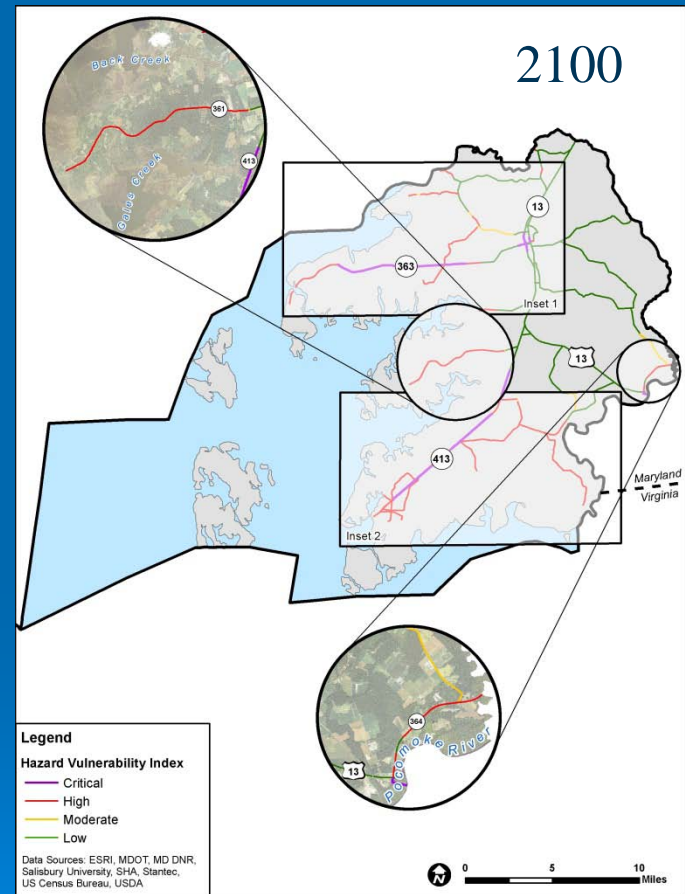 2100
Back Creek
361
413
Gales Creek
13
363
Inset 1
13
413
Maryland
Virginia
Inset 2
364
13
Pocomoke River
Legend
Hazard Vulnerability Index
Critical
High
Moderate
Low
Data Sources: ESRI, MDOT, MD DNR,
Salisbury University, SHA, Stantec,
US Census Bureau, USDA
N
0 5 10
Miles